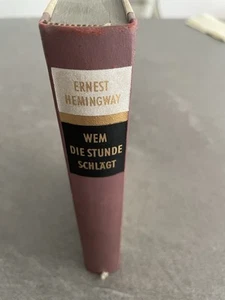 ERNEST
HEMINGWAY
WEM
DIE STUNDE
SCHLÄGT